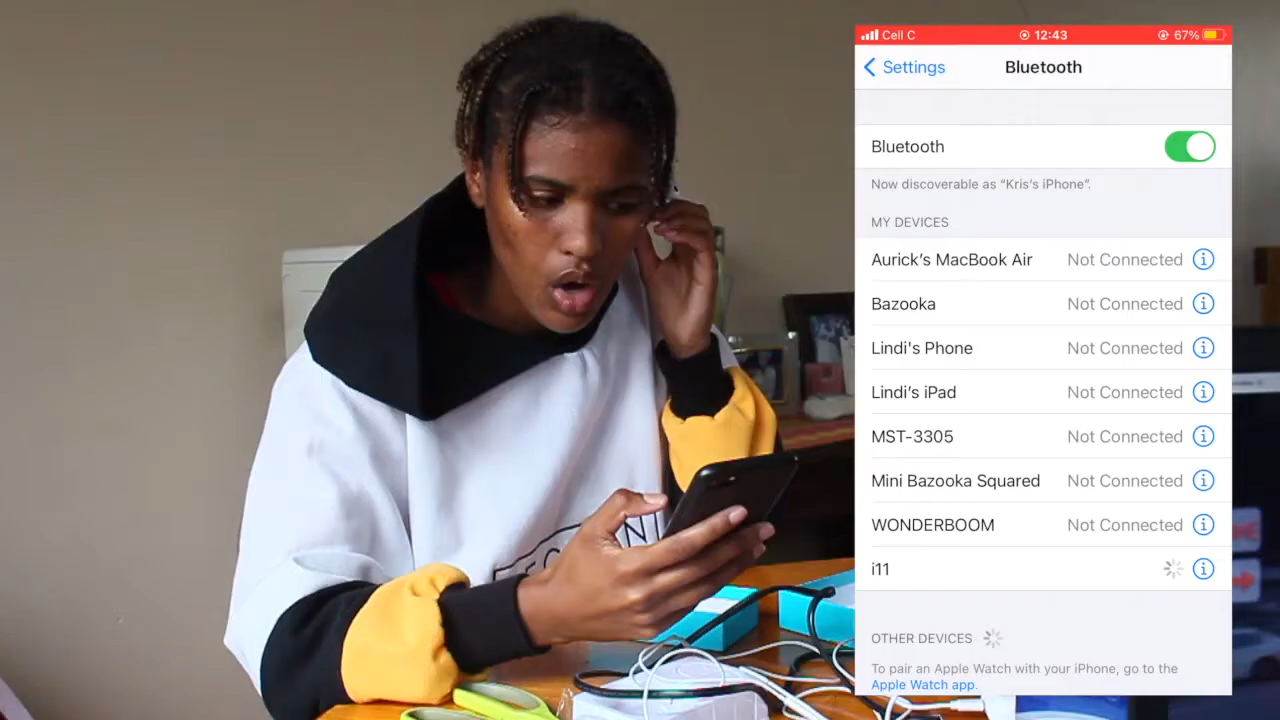 Cell C 12:43 67%
Settings Bluetooth
Bluetooth
Now discoverable as “Kris’s iPhone”.
MY DEVICES
Aurick’s MacBook Air Not Connected
Bazooka Not Connected
Lindi's Phone Not Connected
Lindi’s iPad Not Connected
MST-3305 Not Connected
Mini Bazooka Squared Not Connected
WONDERBOOM Not Connected
i11
OTHER DEVICES
To pair an Apple Watch with your iPhone, go to the
Apple Watch app.